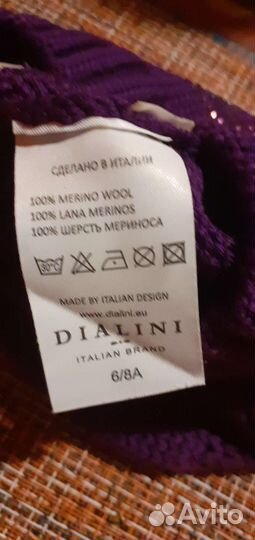 СДЕЛАНО В ИТАЛИИ
100% MERINO WOOL
100% LANA MERINOS
100% ШЕРСТЬ МЕРИНОСА
30°C
MADE BY ITALIAN DESIGN
www.dialini.eu
DIALINI
ITALIAN BRAND
6/8A
Avito